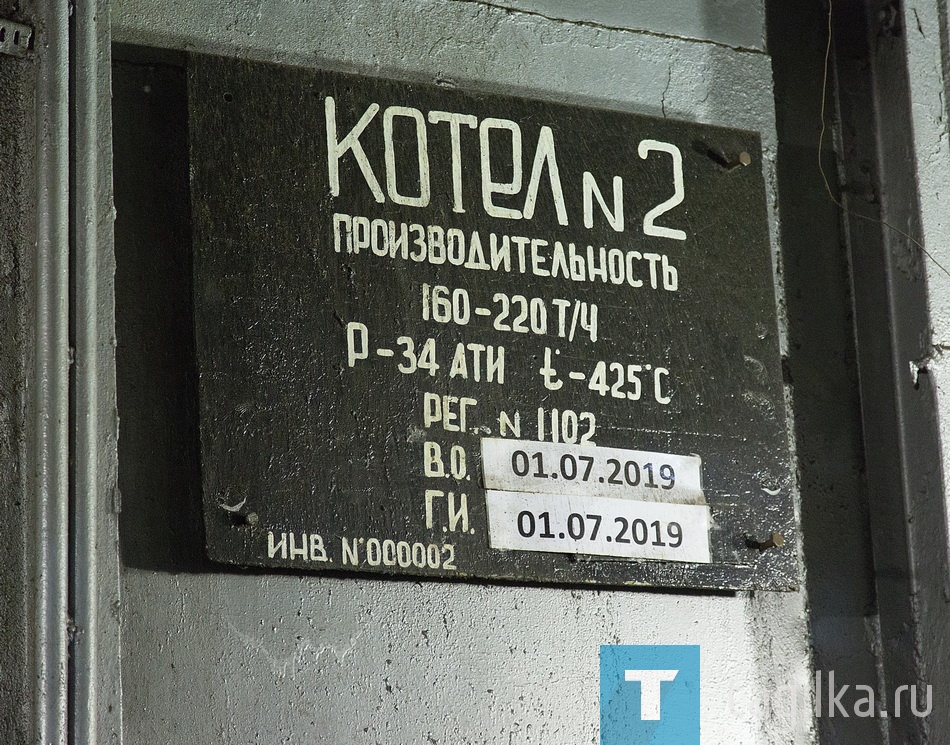 КОТЕЛ N 2
ПРОИЗВОДИТЕЛЬНОСТЬ
160-220 Т/Ч
Р-34 АТИ t-425°С
РЕГ. N 1102
В.О. 01.07.2019
Г.И. 01.07.2019
ИНВ. N°000002
Т